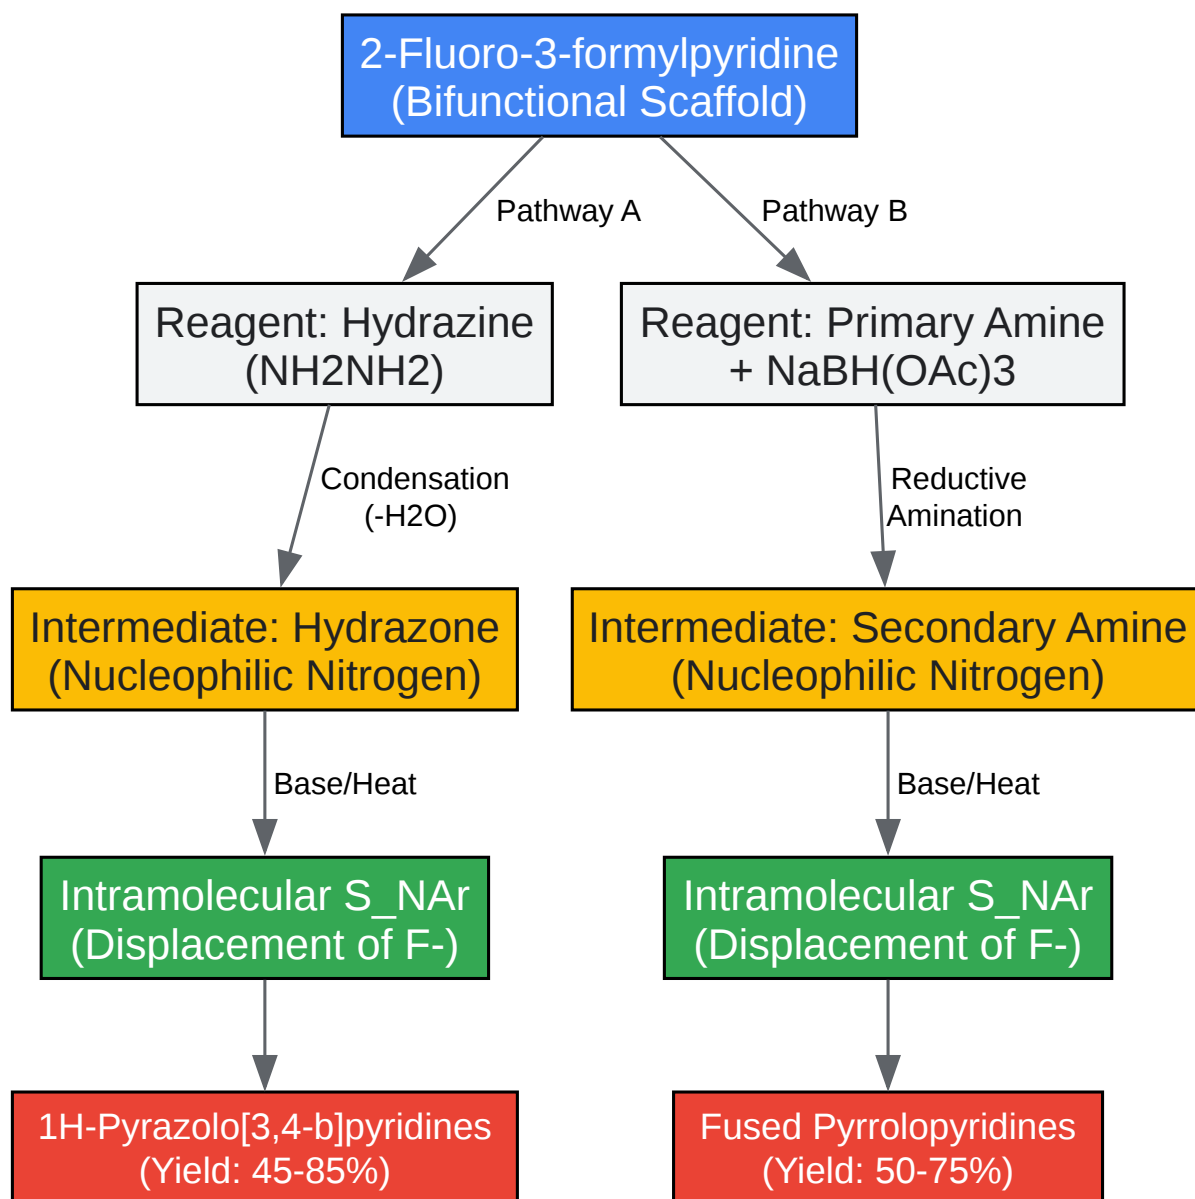 2-Fluoro-3-formylpyridine
(Bifunctional Scaffold)
Pathway A
Pathway B
Reagent: Hydrazine
(NH2NH2)
Reagent: Primary Amine
+ NaBH(OAc)3
Condensation
(-H2O)
Reductive
Amination
Intermediate: Hydrazone
(Nucleophilic Nitrogen)
Intermediate: Secondary Amine
(Nucleophilic Nitrogen)
Base/Heat
Base/Heat
Intramolecular S_NAr
(Displacement of F-)
Intramolecular S_NAr
(Displacement of F-)
1H-Pyrazolo[3,4-b]pyridines
(Yield: 45-85%)
Fused Pyrrolopyridines
(Yield: 50-75%)